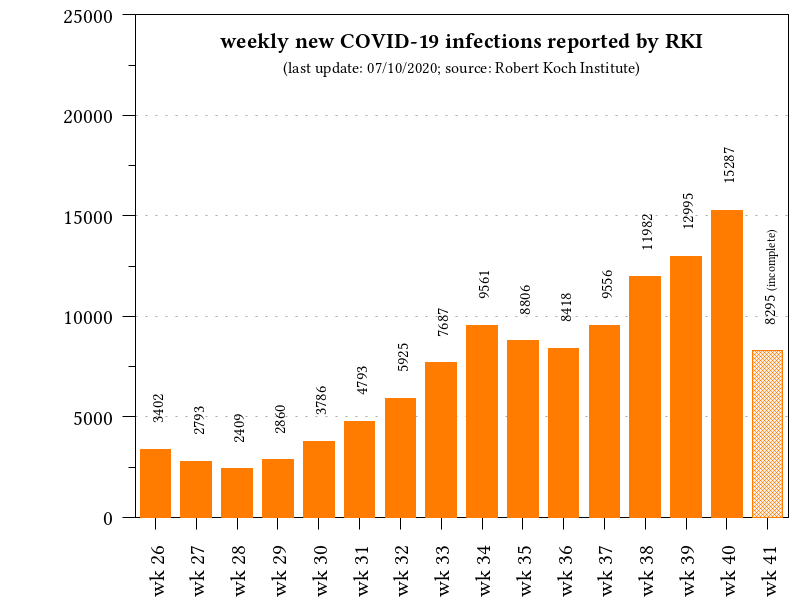 weekly new COVID-19 infections reported by RKI
(last update: 07/10/2020; source: Robert Koch Institute)
25000
20000
15000
10000
5000
0
3402
2793
2409
2860
3786
4793
5925
7687
9561
8806
8418
9556
11982
12995
15287
8295 (incomplete)
wk 26
wk 27
wk 28
wk 29
wk 30
wk 31
wk 32
wk 33
wk 34
wk 35
wk 36
wk 37
wk 38
wk 39
wk 40
wk 41